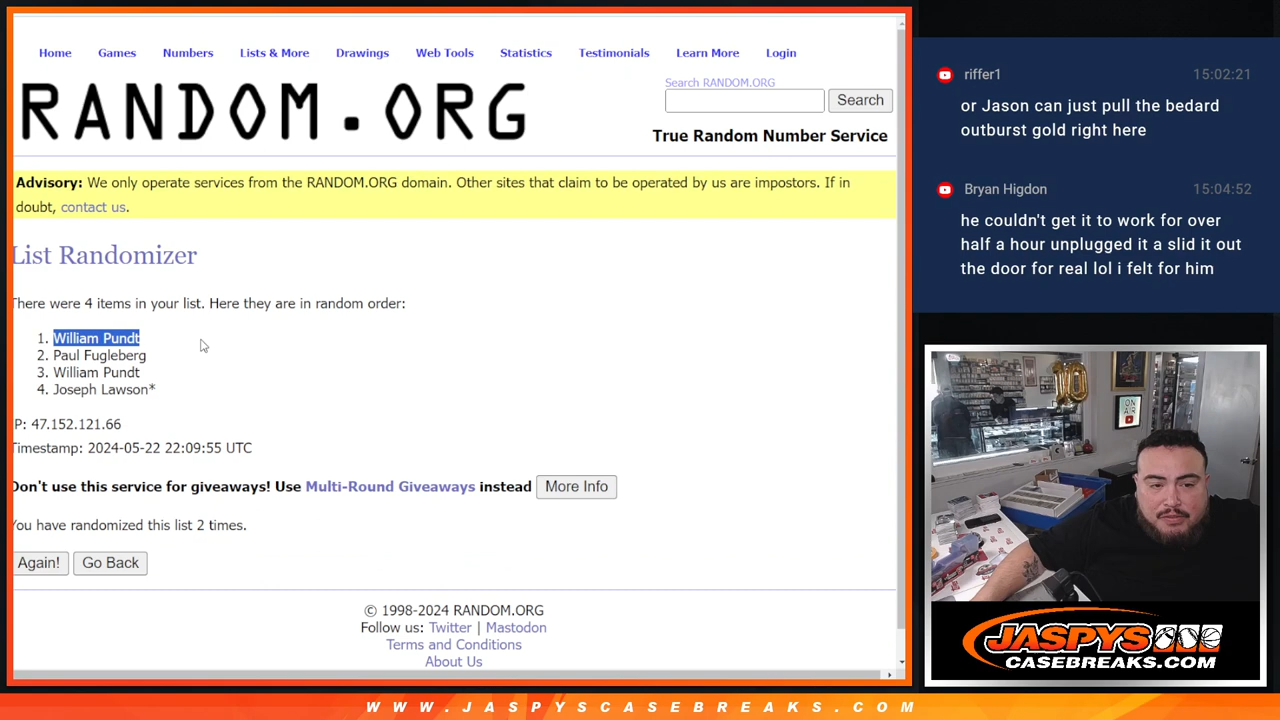 Home Games Numbers Lists & More Drawings Web Tools Statistics Testimonials Learn More Login
RANDOM.ORG
Search RANDOM.ORG
Search
True Random Number Service
Advisory: We only operate services from the RANDOM.ORG domain. Other sites that claim to be operated by us are impostors. If in
doubt, contact us.
List Randomizer
There were 4 items in your list. Here they are in random order:
1. William Pundt
2. Paul Fugleberg
3. William Pundt
4. Joseph Lawson*
IP: 47.152.121.66
Timestamp: 2024-05-22 22:09:55 UTC
Don't use this service for giveaways! Use Multi-Round Giveaways instead More Info
You have randomized this list 2 times.
Again! Go Back
© 1998-2024 RANDOM.ORG
Follow us: Twitter | Mastodon
Terms and Conditions
About Us
riffer1 15:02:21
or Jason can just pull the bedard
outburst gold right here
Bryan Higdon 15:04:52
he couldn't get it to work for over
half a hour unplugged it a slid it out
the door for real lol i felt for him
10
ON
AIR
JASPYS
CASEBREAKS.COM
WWW.JASPYSCASEBREAKS.COM